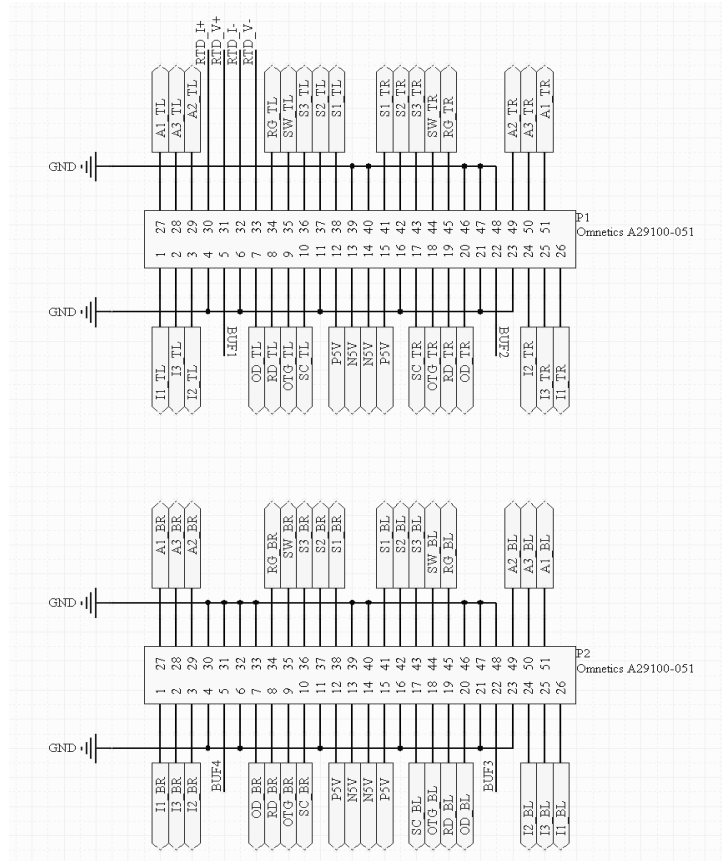 RTD_I+
RTD_V+
RTD_I-
RTD_V-
A1_TL
A3_TL
A2_TL
RG_TL
SW_TL
S3_TL
S2_TL
S1_TL
S1_TR
S2_TR
S3_TR
SW_TR
RG_TR
A2_TR
A3_TR
A1_TR
GND
27 28 29 30 31 32 33 34 35 36 37 38 39 40 41 42 43 44 45 46 47 48 49 50 51
P1
Omnetics A29100-051
1 2 3 4 5 6 7 8 9 10 11 12 13 14 15 16 17 18 19 20 21 22 23 24 25 26
GND
BUF1
BUF2
I1_TL
I3_TL
I2_TL
OD_TL
RD_TL
OTG_TL
SC_TL
P5V
N5V
N5V
P5V
SC_TR
OTG_TR
RD_TR
OD_TR
I2_TR
I3_TR
I1_TR
A1_BR
A3_BR
A2_BR
RG_BR
SW_BR
S3_BR
S2_BR
S1_BR
S1_BL
S2_BL
S3_BL
SW_BL
RG_BL
A2_BL
A3_BL
A1_BL
GND
27 28 29 30 31 32 33 34 35 36 37 38 39 40 41 42 43 44 45 46 47 48 49 50 51
P2
Omnetics A29100-051
1 2 3 4 5 6 7 8 9 10 11 12 13 14 15 16 17 18 19 20 21 22 23 24 25 26
GND
BUF4
BUF3
I1_BR
I3_BR
I2_BR
OD_BR
RD_BR
OTG_BR
SC_BR
P5V
N5V
N5V
P5V
SC_BL
OTG_BL
RD_BL
OD_BL
I2_BL
I3_BL
I1_BL